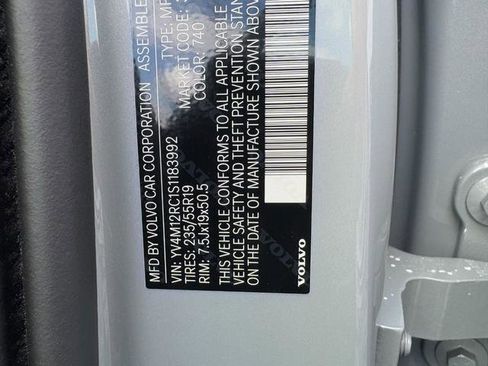 MFD BY VOLVO CAR CORPORATION ASSEMBLE
VIN: YV4M12RC1S1183992 TYPE: MP
TIRES: 235/55R19 MARKET CODE:
RIM: 7.5Jx19x50.5 COLOR: 740
THIS VEHICLE CONFORMS TO ALL APPLICABLE
VEHICLE SAFETY AND THEFT PREVENTION STAN
ON THE DATE OF MANUFACTURE SHOWN ABOV
VOLVO